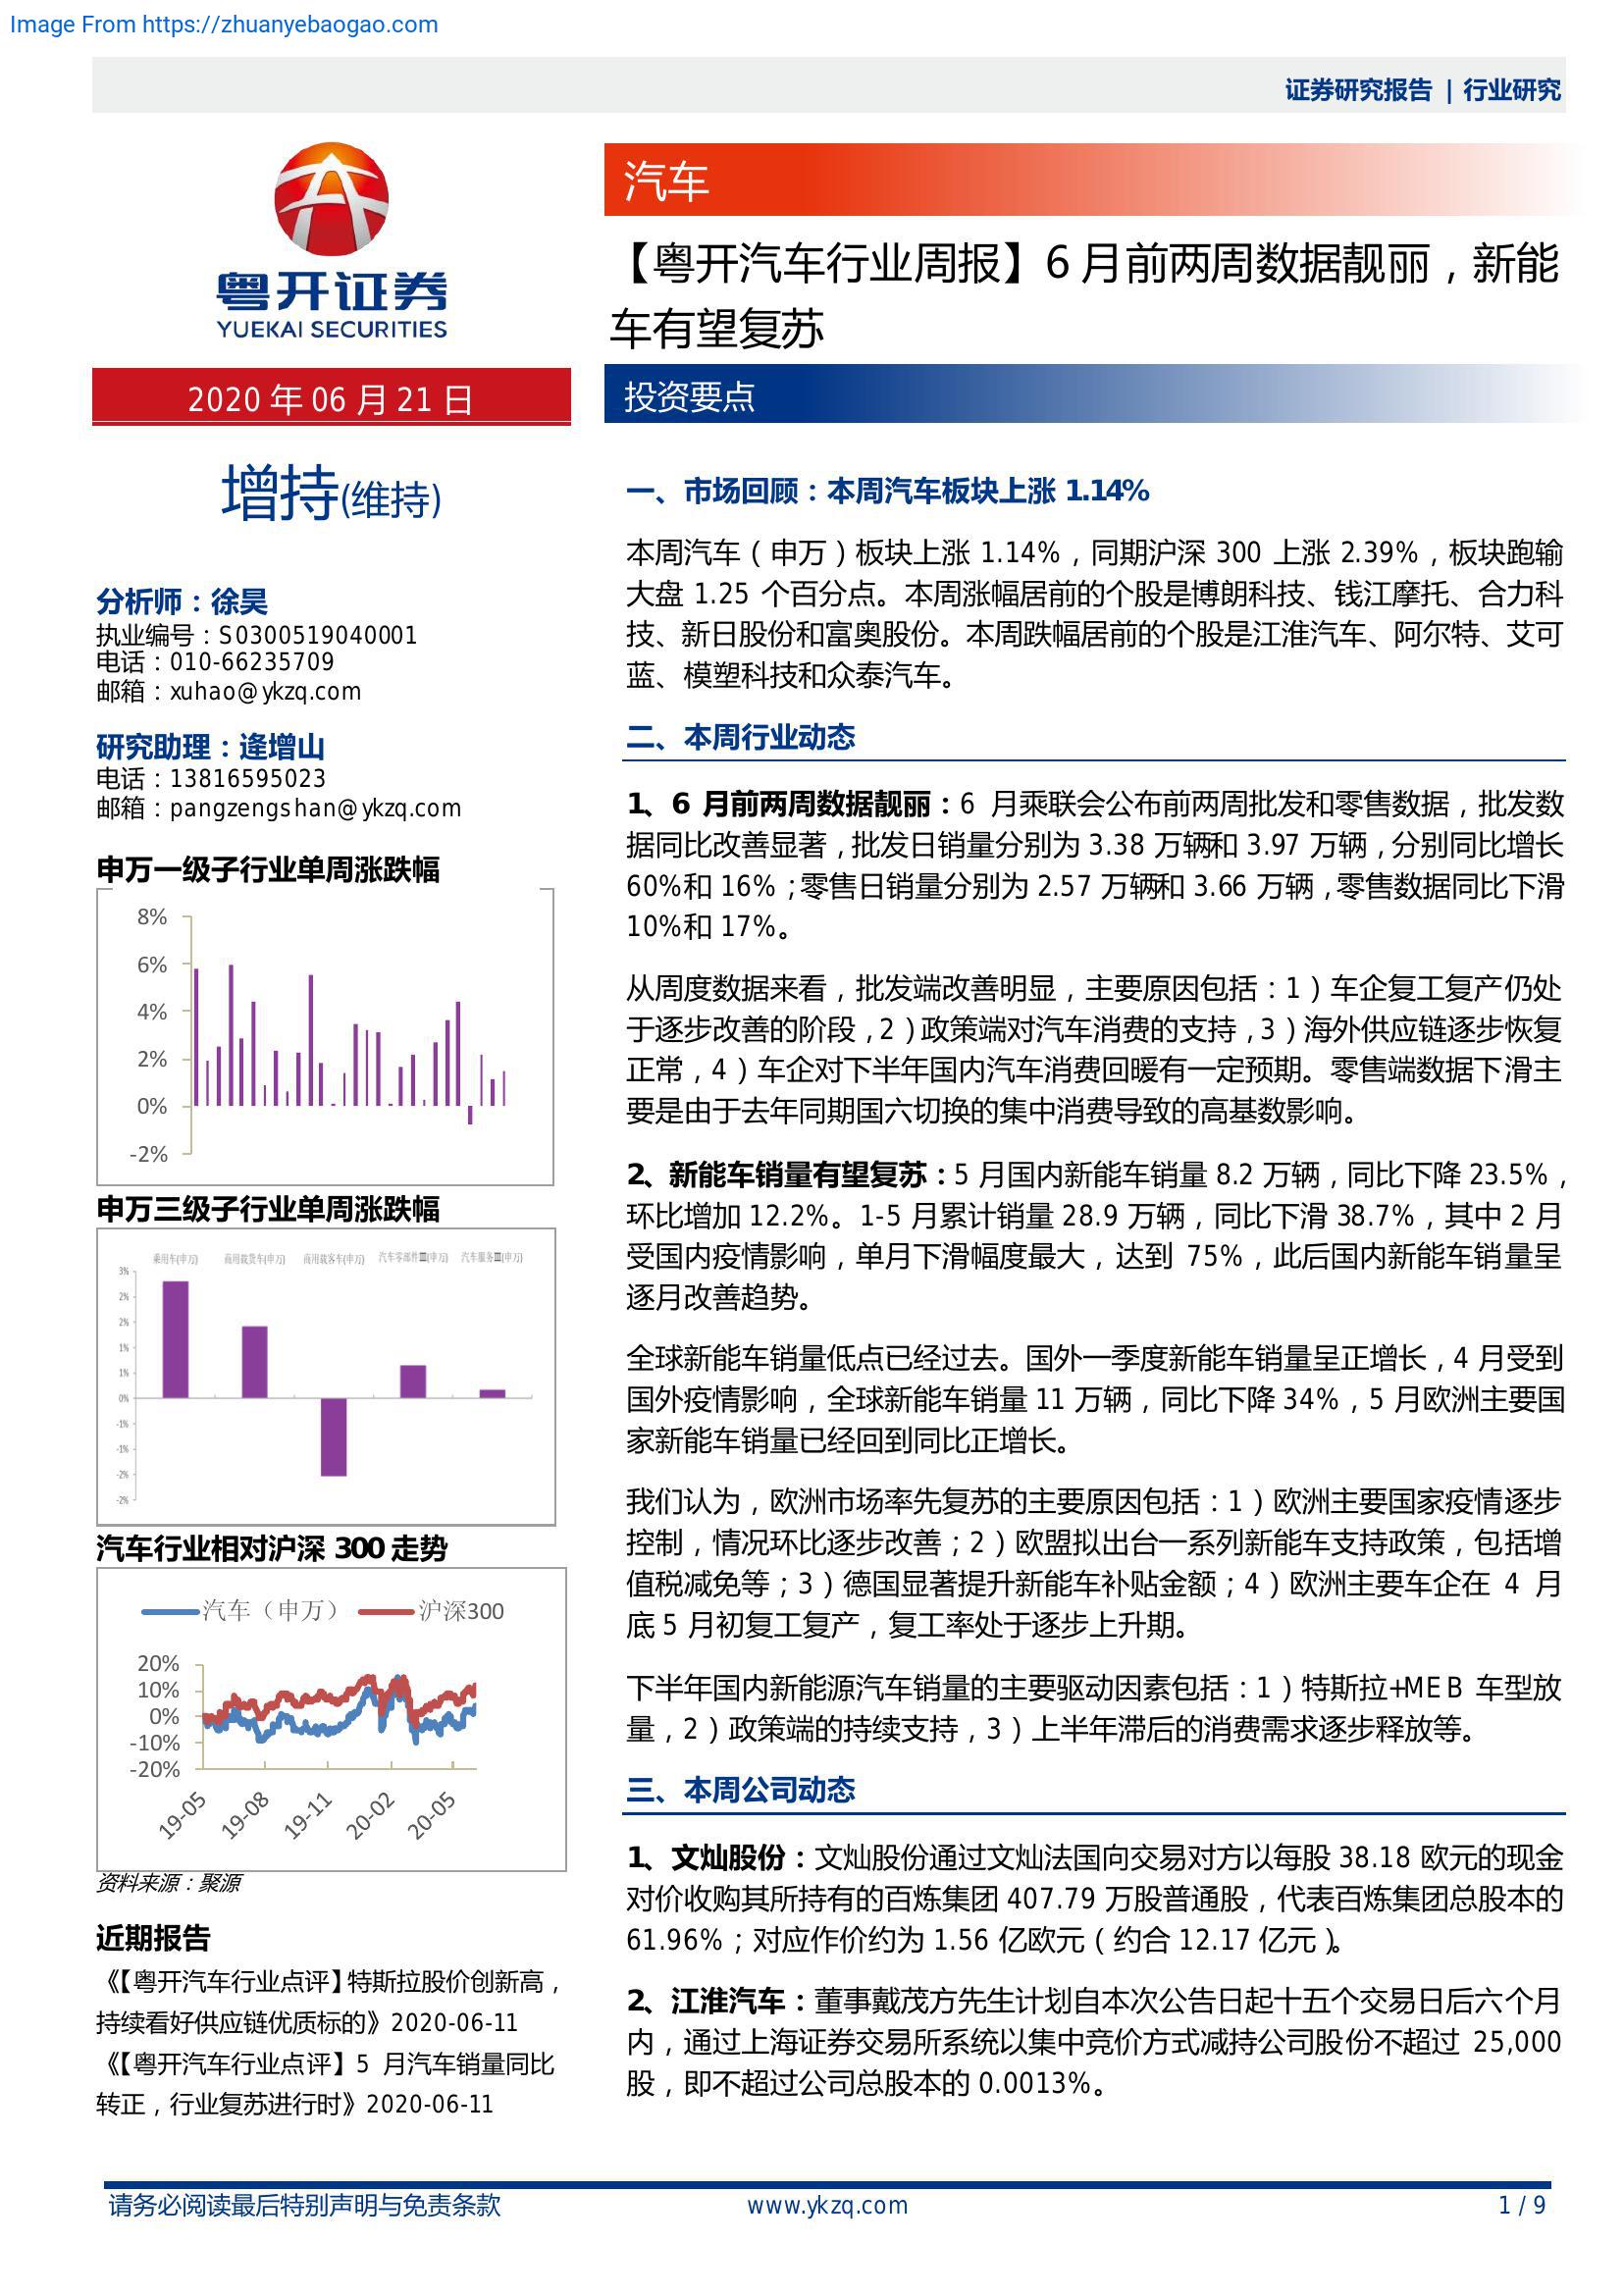 Image From https://zhuanyebaogao.com
证券研究报告 | 行业研究
粤开证券
YUEKAI SECURITIES
2020 年 06 月 21 日
增持(维持)
分析师：徐昊
执业编号：S0300519040001
电话：010-66235709
邮箱：xuhao@ykzq.com
研究助理：逄增山
电话：13816595023
邮箱：pangzengshan@ykzq.com
申万一级子行业单周涨跌幅
8%
6%
4%
2%
0%
-2%
申万三级子行业单周涨跌幅
乘用车(申万) 商用载货车(申万) 商用载客车(申万) 汽车零部件Ⅲ(申万) 汽车服务Ⅲ(申万)
3%
2%
2%
1%
1%
0%
-1%
-1%
-2%
-2%
汽车行业相对沪深 300 走势
汽车（申万） 沪深300
20%
10%
0%
-10%
-20%
19-05 19-08 19-11 20-02 20-05
资料来源：聚源
近期报告
《【粤开汽车行业点评】特斯拉股价创新高，
持续看好供应链优质标的》2020-06-11
《【粤开汽车行业点评】5 月汽车销量同比
转正，行业复苏进行时》2020-06-11
汽车
【粤开汽车行业周报】6 月前两周数据靓丽，新能
车有望复苏
投资要点
一、市场回顾：本周汽车板块上涨 1.14%
本周汽车（申万）板块上涨 1.14%，同期沪深 300 上涨 2.39%，板块跑输
大盘 1.25 个百分点。本周涨幅居前的个股是博朗科技、钱江摩托、合力科
技、新日股份和富奥股份。本周跌幅居前的个股是江淮汽车、阿尔特、艾可
蓝、模塑科技和众泰汽车。
二、本周行业动态
1、6 月前两周数据靓丽：6 月乘联会公布前两周批发和零售数据，批发数
据同比改善显著，批发日销量分别为 3.38 万辆和 3.97 万辆，分别同比增长
60%和 16%；零售日销量分别为 2.57 万辆和 3.66 万辆，零售数据同比下滑
10%和 17%。
从周度数据来看，批发端改善明显，主要原因包括：1）车企复工复产仍处
于逐步改善的阶段，2）政策端对汽车消费的支持，3）海外供应链逐步恢复
正常，4）车企对下半年国内汽车消费回暖有一定预期。零售端数据下滑主
要是由于去年同期国六切换的集中消费导致的高基数影响。
2、新能车销量有望复苏：5 月国内新能车销量 8.2 万辆，同比下降 23.5%，
环比增加 12.2%。1-5 月累计销量 28.9 万辆，同比下滑 38.7%，其中 2 月
受国内疫情影响，单月下滑幅度最大，达到 75%，此后国内新能车销量呈
逐月改善趋势。
全球新能车销量低点已经过去。国外一季度新能车销量呈正增长，4 月受到
国外疫情影响，全球新能车销量 11 万辆，同比下降 34%，5 月欧洲主要国
家新能车销量已经回到同比正增长。
我们认为，欧洲市场率先复苏的主要原因包括：1）欧洲主要国家疫情逐步
控制，情况环比逐步改善；2）欧盟拟出台一系列新能车支持政策，包括增
值税减免等；3）德国显著提升新能车补贴金额；4）欧洲主要车企在 4 月
底 5 月初复工复产，复工率处于逐步上升期。
下半年国内新能源汽车销量的主要驱动因素包括：1）特斯拉+MEB 车型放
量，2）政策端的持续支持，3）上半年滞后的消费需求逐步释放等。
三、本周公司动态
1、文灿股份：文灿股份通过文灿法国向交易对方以每股 38.18 欧元的现金
对价收购其所持有的百炼集团 407.79 万股普通股，代表百炼集团总股本的
61.96%；对应作价约为 1.56 亿欧元（约合 12.17 亿元）。
2、江淮汽车：董事戴茂方先生计划自本次公告日起十五个交易日后六个月
内，通过上海证券交易所系统以集中竞价方式减持公司股份不超过 25,000
股，即不超过公司总股本的 0.0013%。
请务必阅读最后特别声明与免责条款 www.ykzq.com 1 / 9